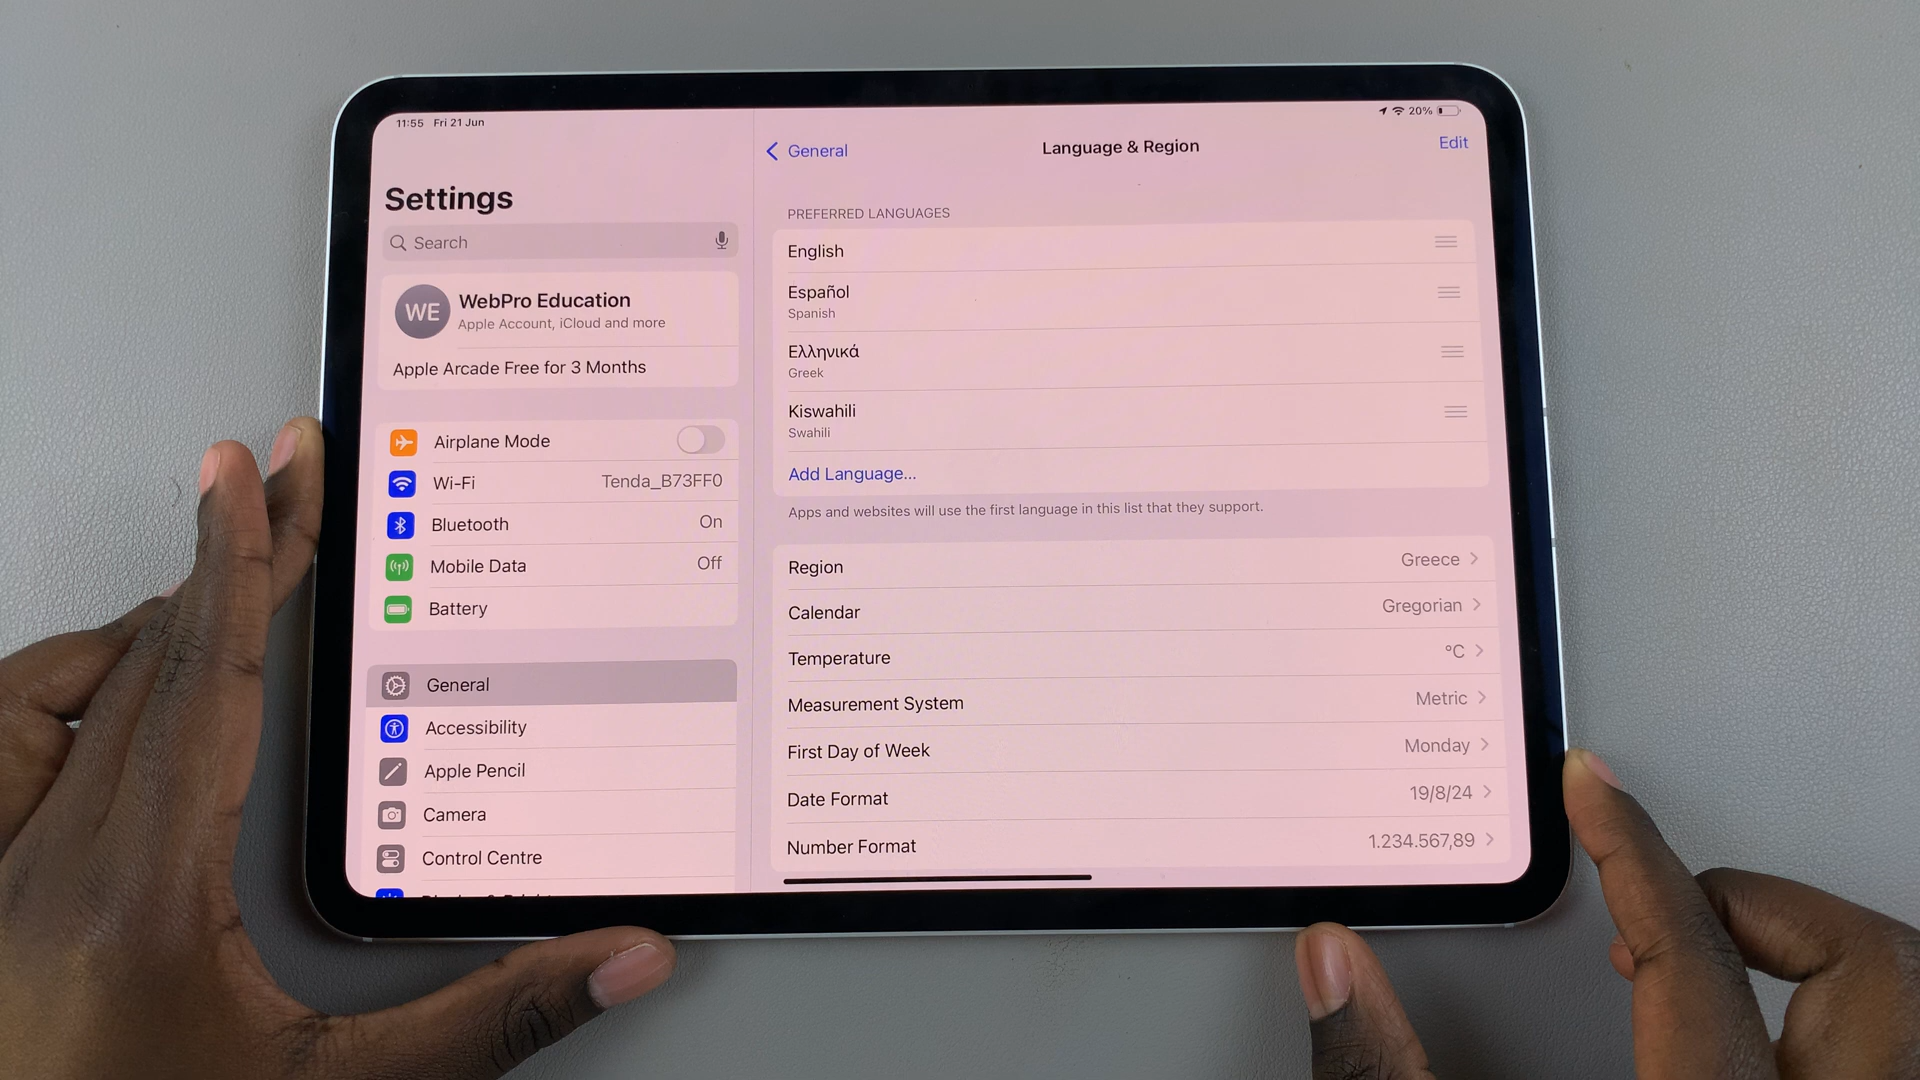 11:55 Fri 21 Jun
20%
Settings
Search
WE
WebPro Education
Apple Account, iCloud and more
Apple Arcade Free for 3 Months
Airplane Mode
Wi-Fi Tenda_B73FF0
Bluetooth On
Mobile Data Off
Battery
General
Accessibility
Apple Pencil
Camera
Control Centre
General
Language & Region
Edit
PREFERRED LANGUAGES
English
Español
Spanish
Ελληνικά
Greek
Kiswahili
Swahili
Add Language...
Apps and websites will use the first language in this list that they support.
Region Greece
Calendar Gregorian
Temperature °C
Measurement System Metric
First Day of Week Monday
Date Format 19/8/24
Number Format 1.234.567,89